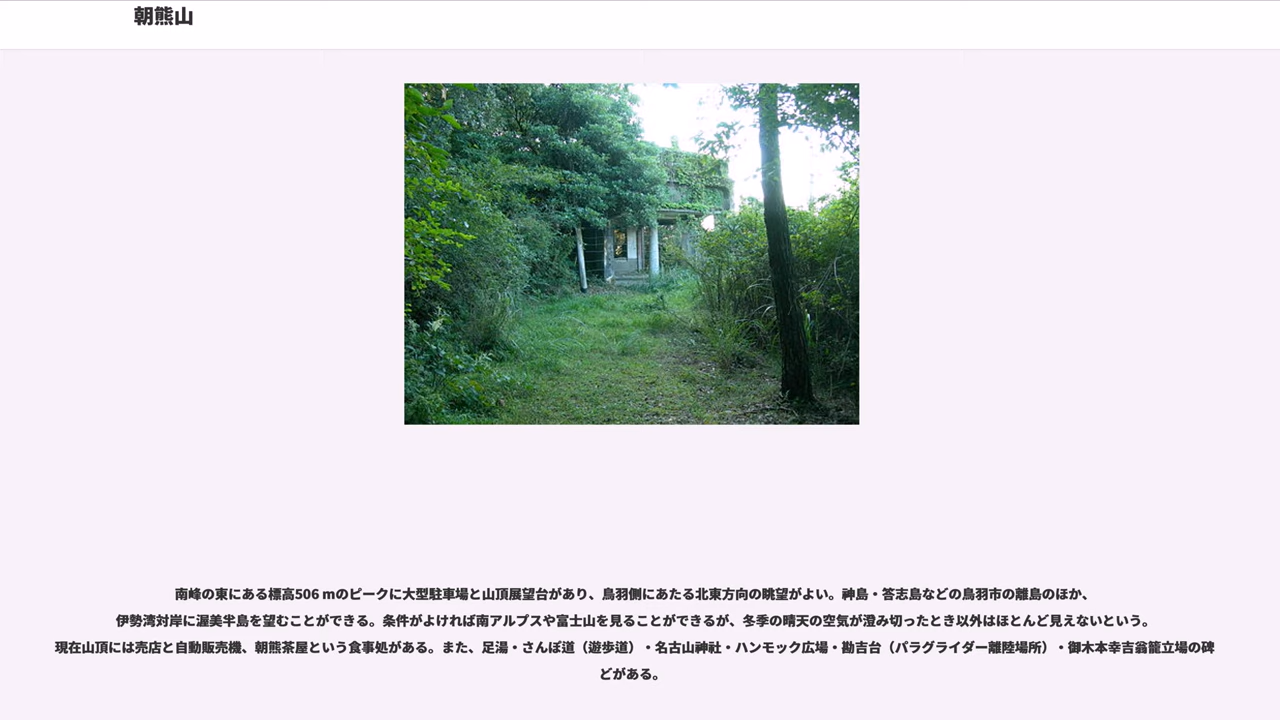 朝熊山
南峰の東にある標高506 mのピークに大型駐車場と山頂展望台があり、鳥羽側にあたる北東方向の眺望がよい。神島・答志島などの鳥羽市の離島のほか、
伊勢湾対岸に渥美半島を望むことができる。条件がよければ南アルプスや富士山を見ることができるが、冬季の晴天の空気が澄み切ったとき以外はほとんど見えないという。
現在山頂には売店と自動販売機、朝熊茶屋という食事処がある。また、足湯・さんぽ道（遊歩道）・名古山神社・ハンモック広場・勘吉台（パラグライダー離陸場所）・御木本幸吉翁籠立場の碑
どがある。